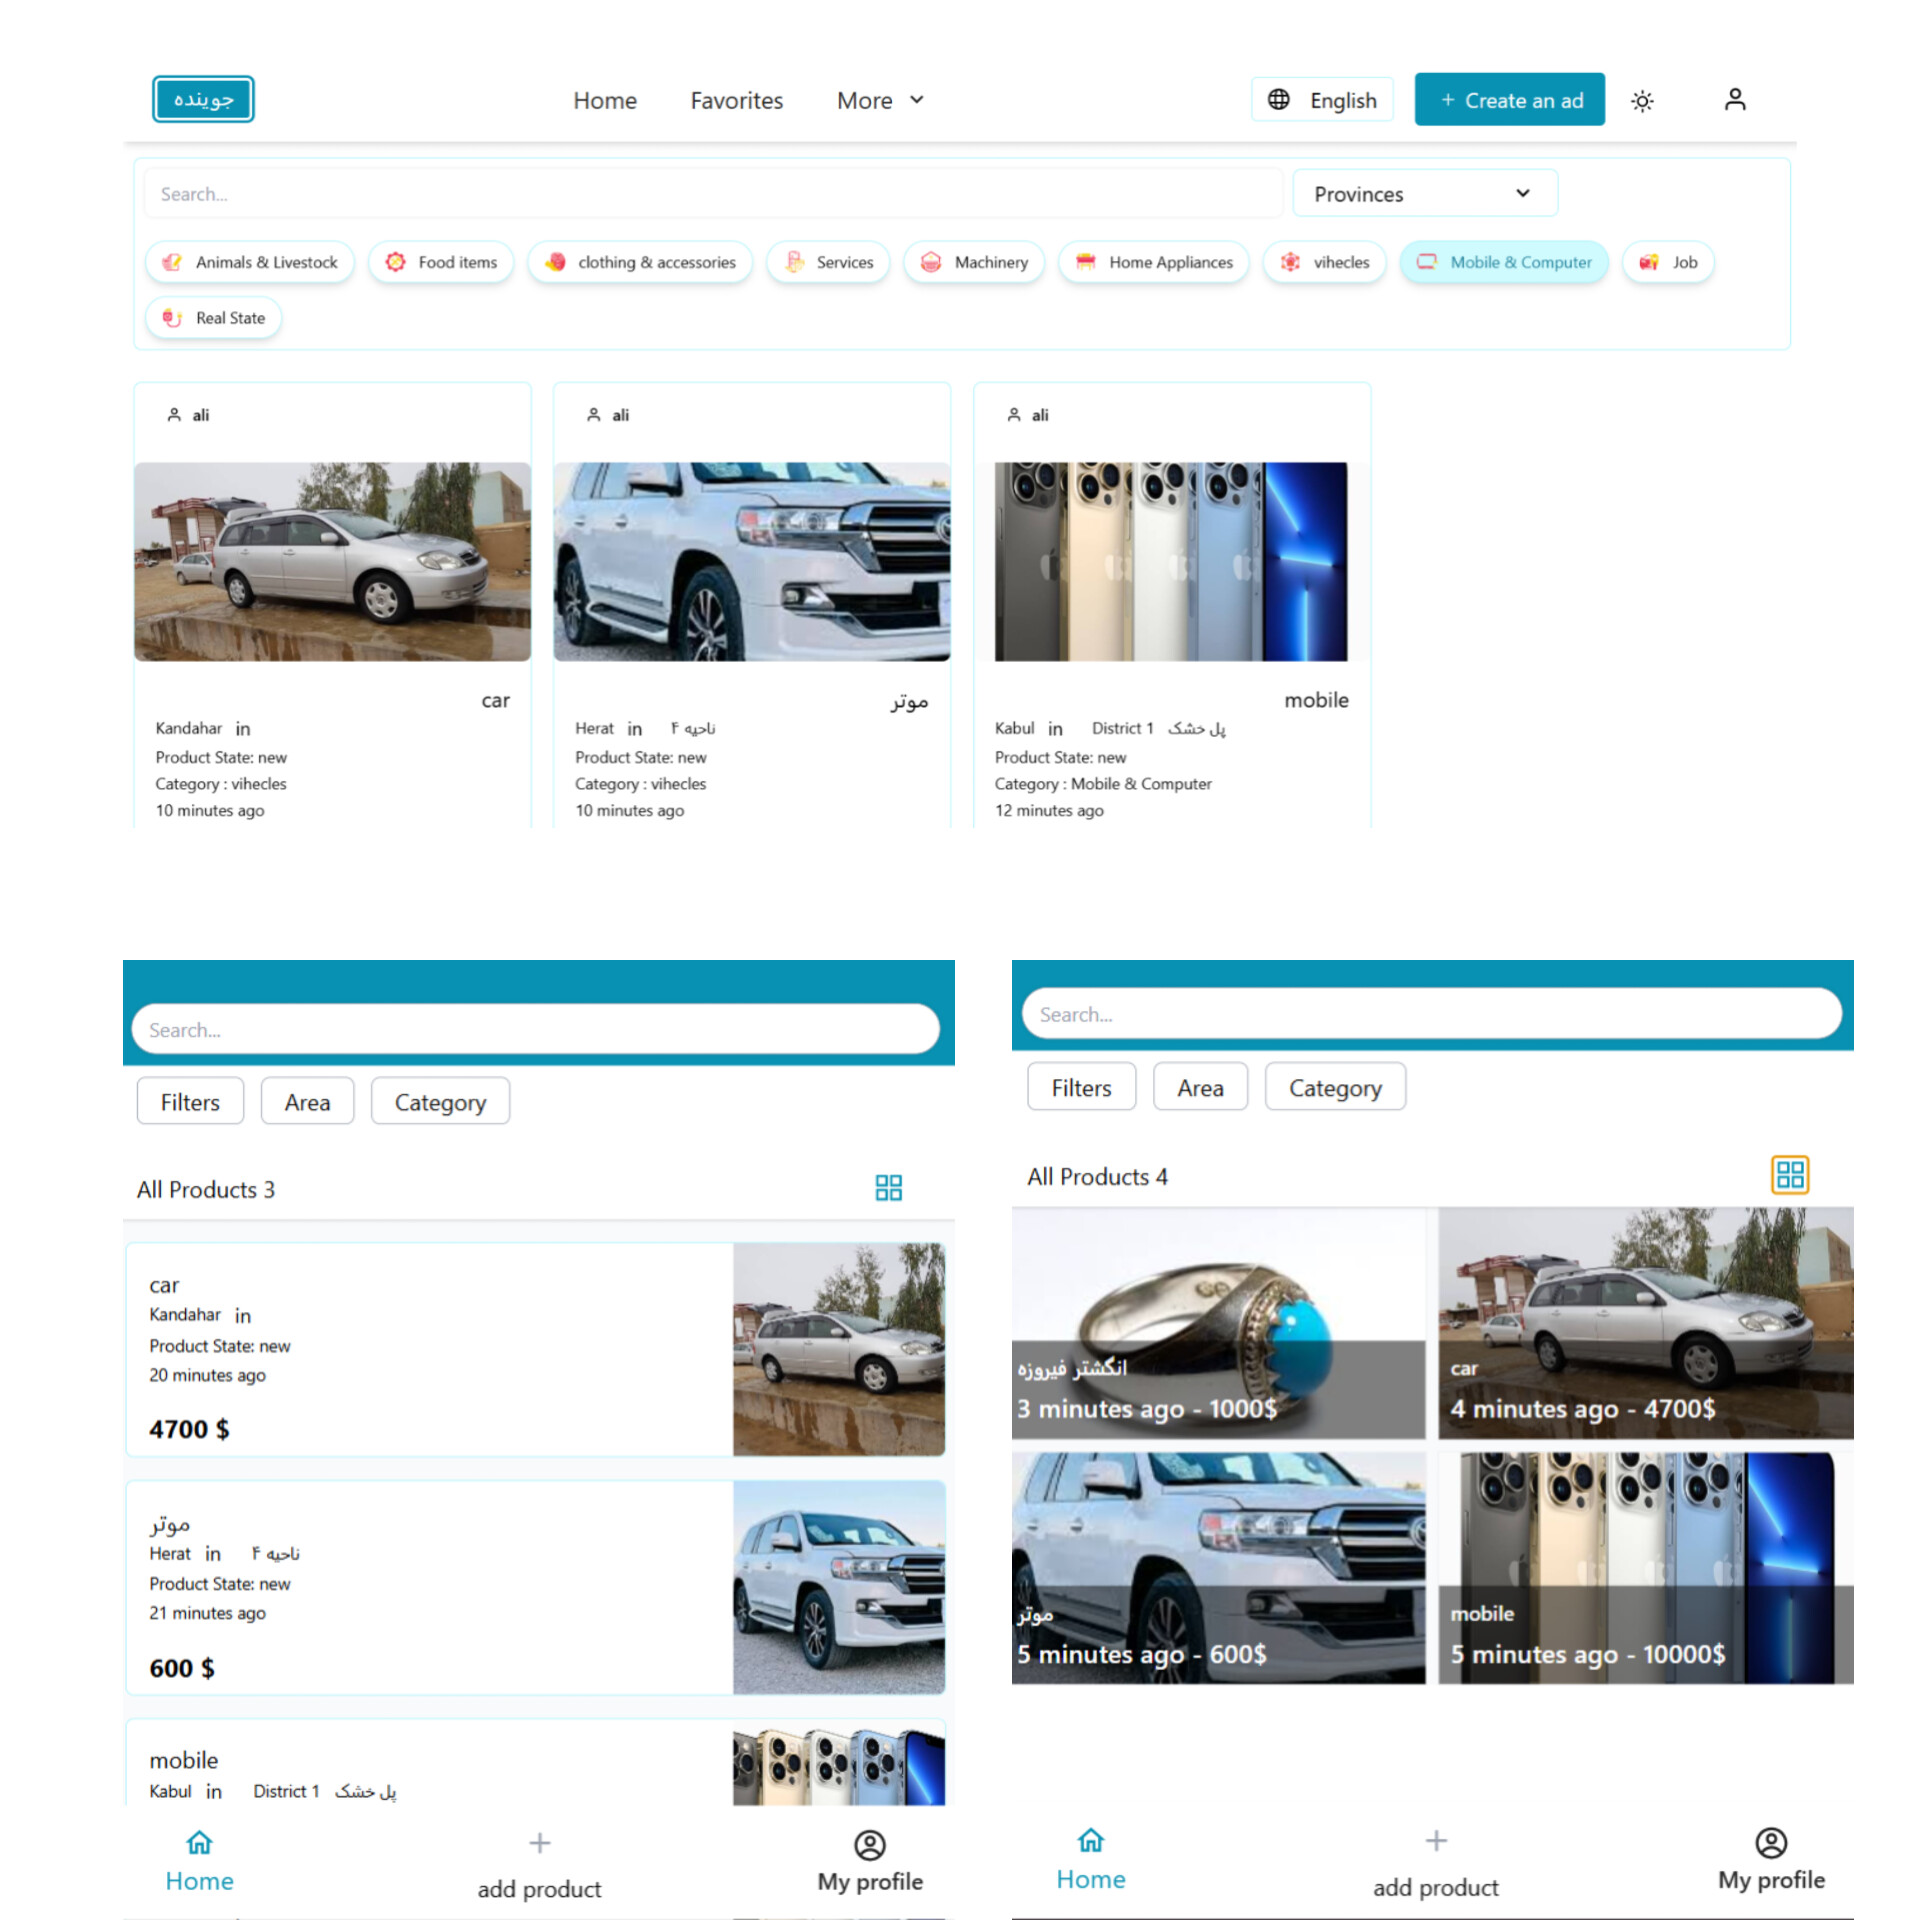 جوینده
Home Favorites More English + Create an ad
Search...
Provinces
Animals & Livestock Food items clothing & accessories Services Machinery Home Appliances vihecles Mobile & Computer Job
Real State
ali ali ali
car موتر mobile
Kandahar in Herat in ناحیه ۴ Kabul in District 1 پل خشک
Product State: new Product State: new Product State: new
Category : vihecles Category : vihecles Category : Mobile & Computer
10 minutes ago 10 minutes ago 12 minutes ago
Search...
Filters Area Category
All Products 3
car
Kandahar in
Product State: new
20 minutes ago
4700 $
موتر
Herat in ناحیه ۴
Product State: new
21 minutes ago
600 $
mobile
Kabul in District 1 پل خشک
Home add product My profile
Search...
Filters Area Category
All Products 4
انگشتر فیروزه
3 minutes ago - 1000$
car
4 minutes ago - 4700$
موتر
5 minutes ago - 600$
mobile
5 minutes ago - 10000$
Home add product My profile